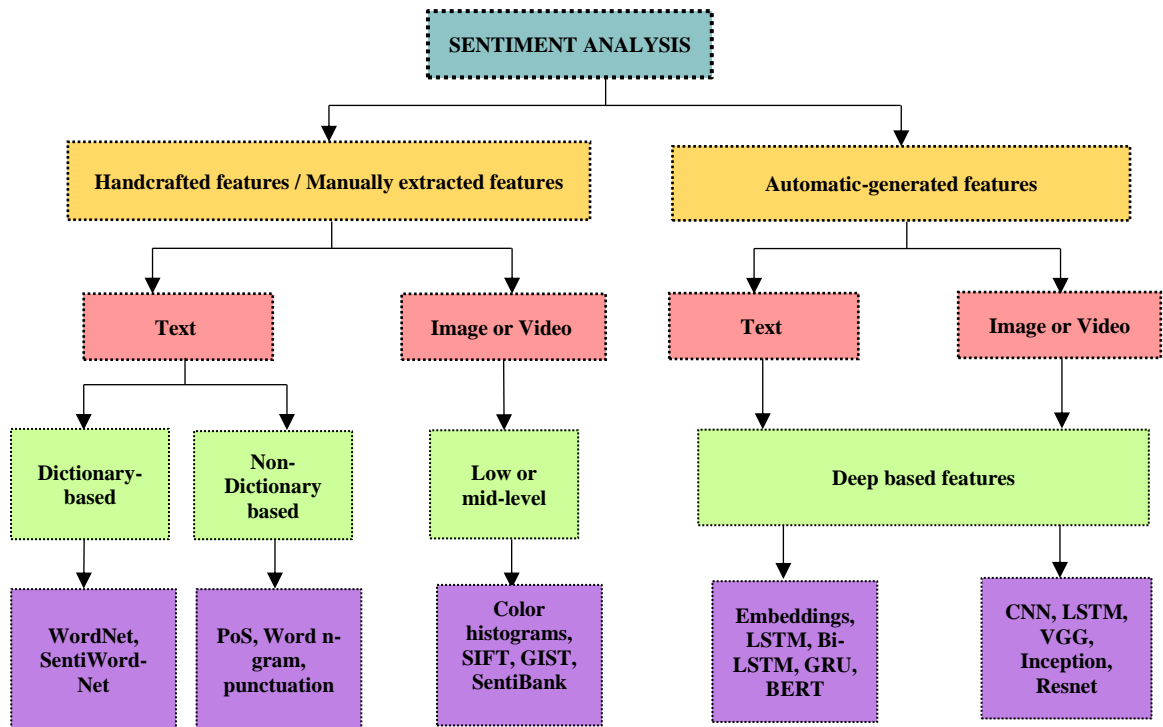 SENTIMENT ANALYSIS
Handcrafted features / Manually extracted features
Automatic-generated features
Text
Image or Video
Text
Image or Video
Dictionary-
based
Non-
Dictionary
based
Low or
mid-level
Deep based features
WordNet,
SentiWord-
Net
PoS, Word n-
gram,
punctuation
Color
histograms,
SIFT, GIST,
SentiBank
Embeddings,
LSTM, Bi-
LSTM, GRU,
BERT
CNN, LSTM,
VGG,
Inception,
Resnet